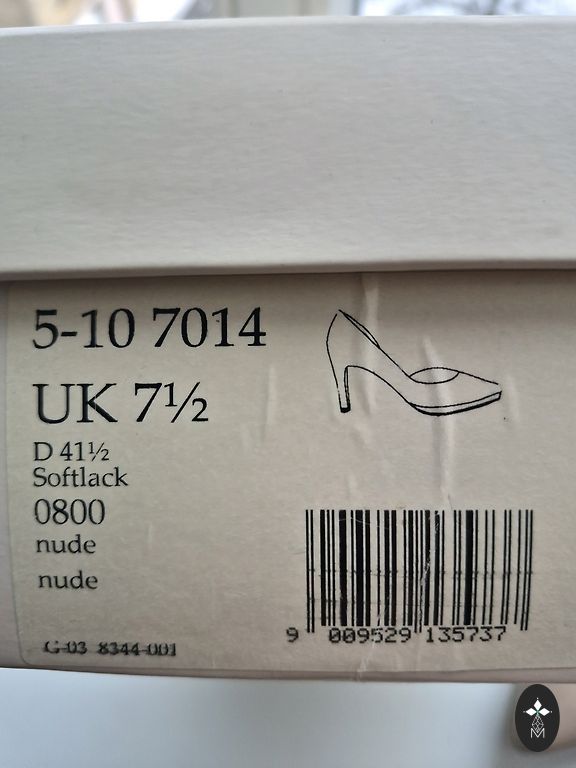 5-10 7014
UK 7½
D 41½
Softlack
0800
nude
nude
G-03 8344-001
9 009529 135737
M